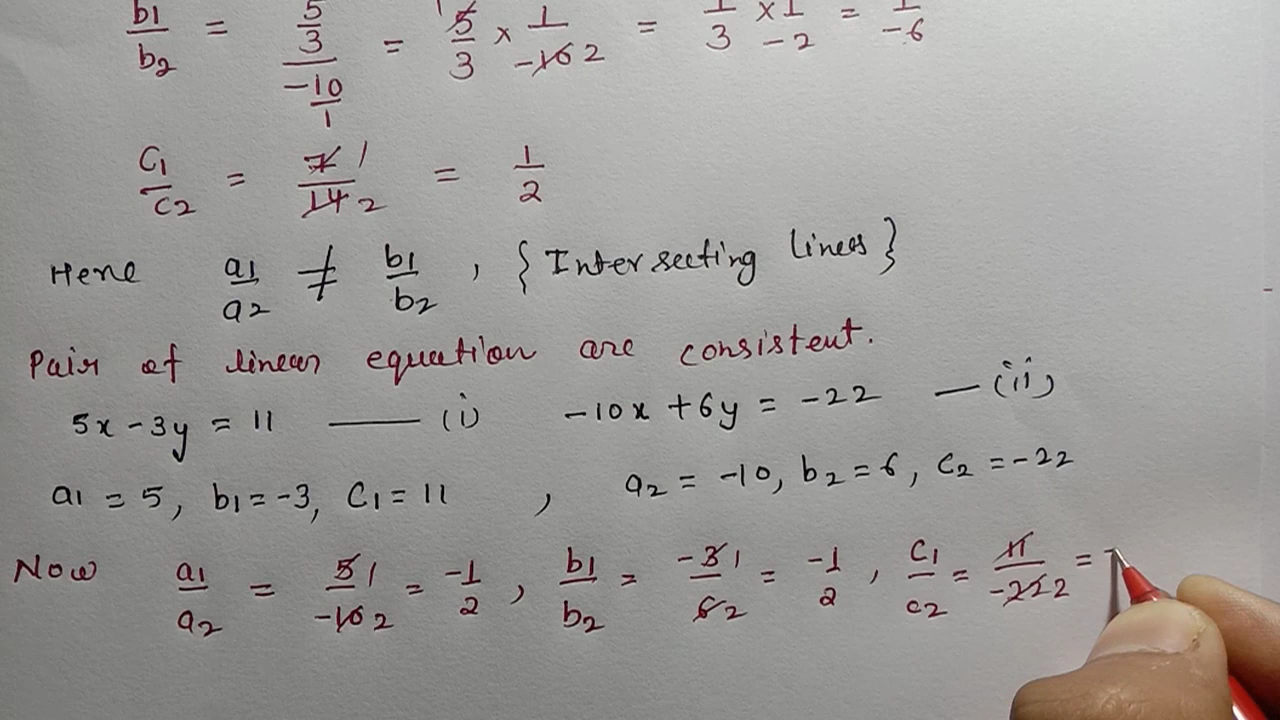 b1/b2 = 5/3 / -10/1 = 5/3 × 1/-10 2 = 1/3 × 1/-2 = 1/-6
C1/C2 = 7 1/14 2 = 1/2
Here a1/a2 ≠ b1/b2 , {Intersecting lines}
Pair of linear equation are consistent.
5x - 3y = 11 —— (i) -10x + 6y = -22 — (ii)
a1 = 5, b1 = -3, C1 = 11 , a2 = -10, b2 = 6, C2 = -22
Now a1/a2 = 5 1/-10 2 = -1/2 , b1/b2 = -3 1/6 2 = -1/2 , C1/C2 = 11/-22 2 = -